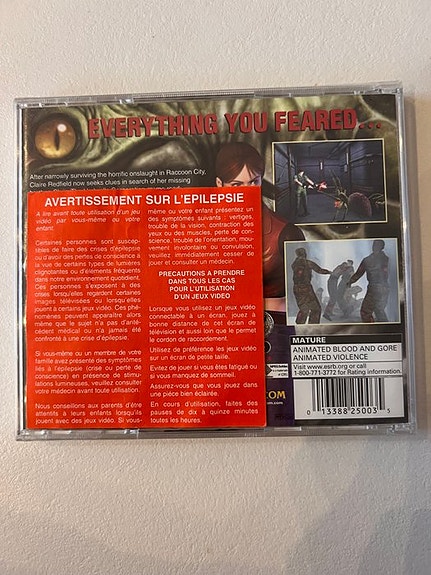 EVERYTHING YOU FEARED...
After narrowly surviving the horrific onslaught in Raccoon City,
Claire Redfield now seeks clues in search of her missing
AVERTISSEMENT SUR L'EPILEPSIE
A lire avant toute utilisation d'un jeu
vidéo par vous-même ou votre
enfant
Certaines personnes sont suscep-
tibles de faire des crises d'épilepsie
ou d'avoir des pertes de conscience à
la vue de certains types de lumières
clignotantes ou d'éléments fréquents
dans notre environnement quotidien.
Ces personnes s'exposent à des
crises lorsqu'elles regardent certaines
images télévisées ou lorsqu'elles
jouent à certains jeux vidéo. Ces phé-
nomènes peuvent apparaître alors
même que le sujet n'a pas d'anté-
cédent médical ou n'a jamais été
confronté à une crise d'épilepsie.
Si vous-même ou un membre de votre
famille avez présenté des symptômes
liés à l'épilepsie (crise ou perte de
conscience) en présence de stimu-
lations lumineuses, veuillez consulter
votre médecin avant toute utilisation.
Nous conseillons aux parents d'être
attentifs à leurs enfants lorsqu'ils
jouent avec des jeux vidéo. Si vous-
même ou votre enfant présentez un
des symptômes suivants : vertiges,
trouble de la vision, contraction des
yeux ou des muscles, perte de con-
science, trouble de l'orientation, mou-
vement involontaire ou convulsion,
veuillez immédiatement cesser de
jouer et consulter un médecin.
PRECAUTIONS A PRENDRE
DANS TOUS LES CAS
POUR L'UTILISATION
D'UN JEUX VIDÉO
Lorsque vous utilisez un jeux vidéo
connectable à un écran, jouez à
bonne distance de cet écran de
télévision et aussi loin que le permet
le cordon de raccordement.
Utilisez de préférence les jeux vidéo
sur un écran de petite taille.
Evitez de jouer si vous êtes fatigué ou
si vous manquez de sommeil.
Assurez-vous que vous jouez dans
une pièce bien éclairée.
En cours d'utilisation, faites des
pauses de dix à quinze minutes
toutes les heures.
COM
MATURE
ANIMATED BLOOD AND GORE
ANIMATED VIOLENCE
Visit www.esrb.org or call
1-800-771-3772 for Rating information.
0 13388 25003 5